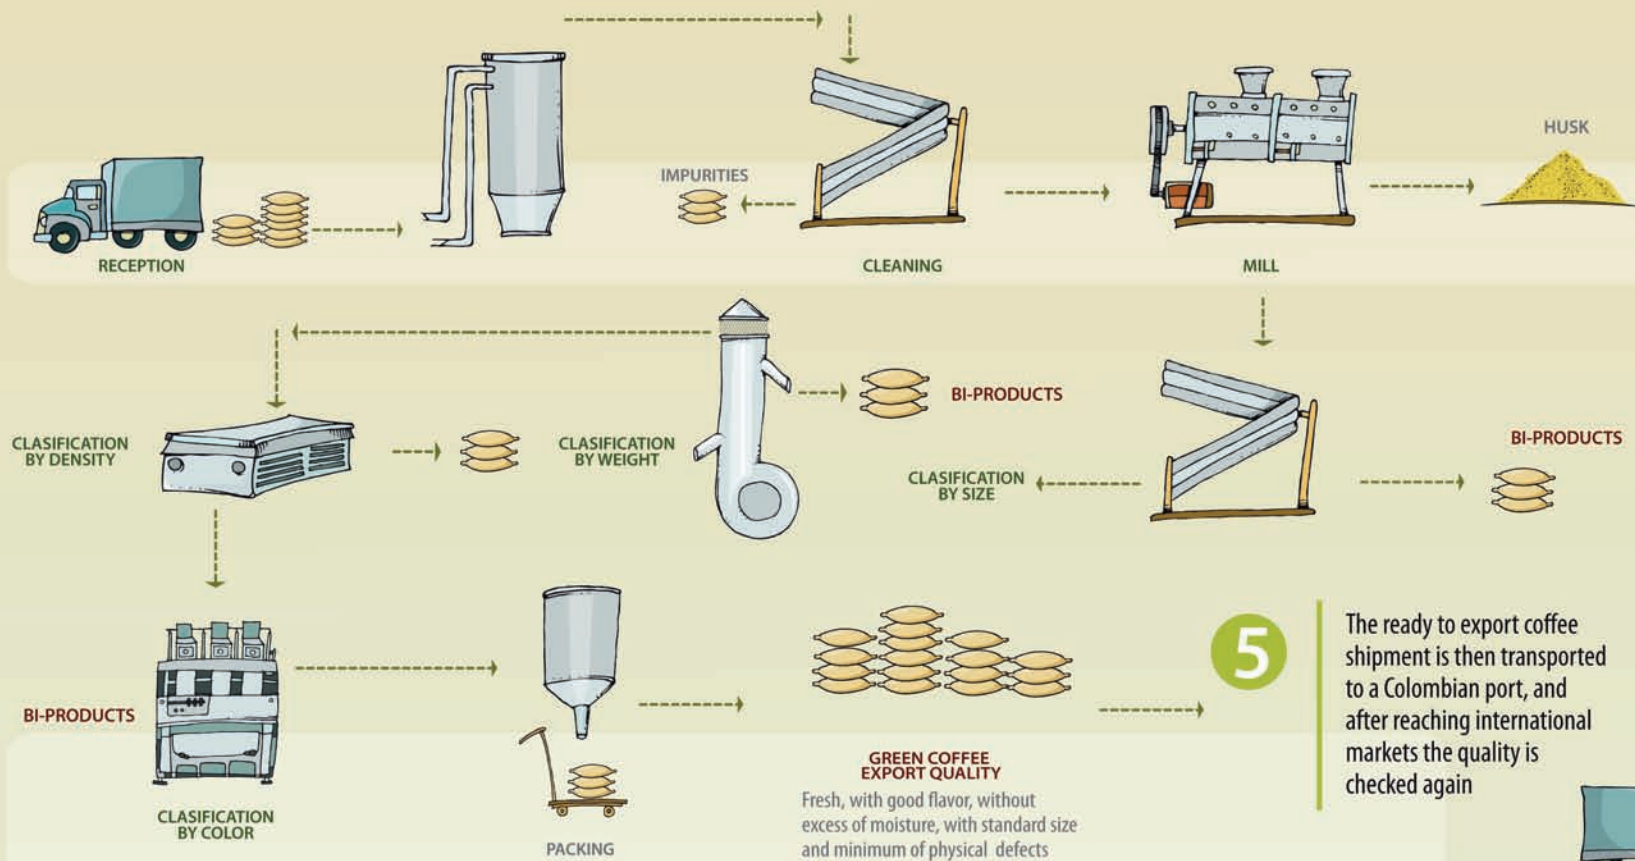 HUSK
IMPURITIES
RECEPTION
CLEANING
MILL
BI-PRODUCTS
CLASIFICATION
BY DENSITY
CLASIFICATION
BY WEIGHT
BI-PRODUCTS
CLASIFICATION
BY SIZE
5
The ready to export coffee
shipment is then transported
to a Colombian port, and
after reaching international
markets the quality is
checked again
BI-PRODUCTS
CLASIFICATION
BY COLOR
PACKING
GREEN COFFEE
EXPORT QUALITY
Fresh, with good flavor, without
excess of moisture, with standard size
and minimum of physical defects